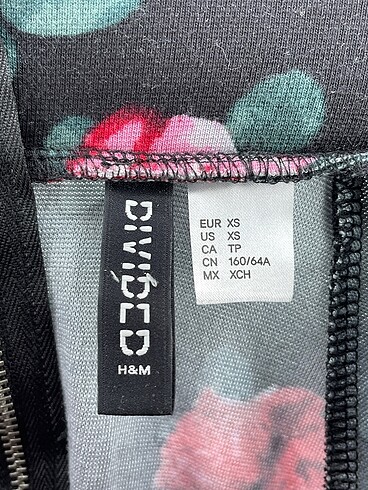 DIVIDED
H&M
EUR XS
US XS
CA TP
CN 160/64A
MX XCH